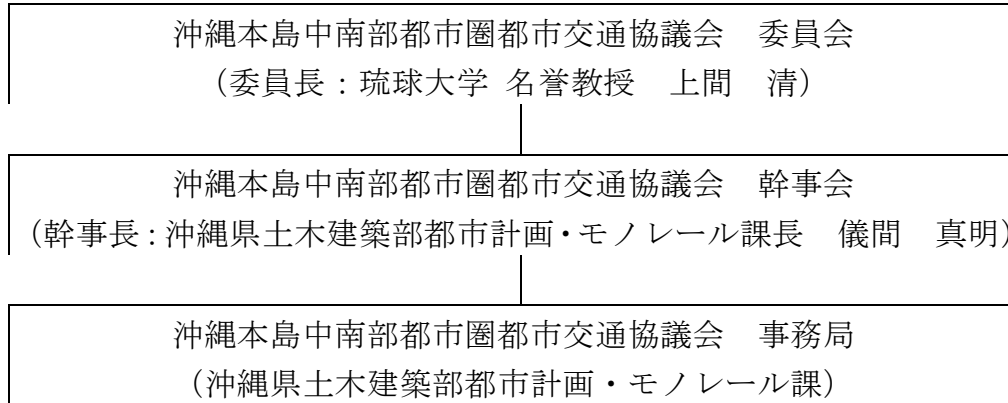 沖縄本島中南部都市圏都市交通協議会　委員会
（委員長：琉球大学 名誉教授　上間　清）
沖縄本島中南部都市圏都市交通協議会　幹事会
（幹事長：沖縄県土木建築部都市計画・モノレール課長　儀間　真明）
沖縄本島中南部都市圏都市交通協議会　事務局
（沖縄県土木建築部都市計画・モノレール課）